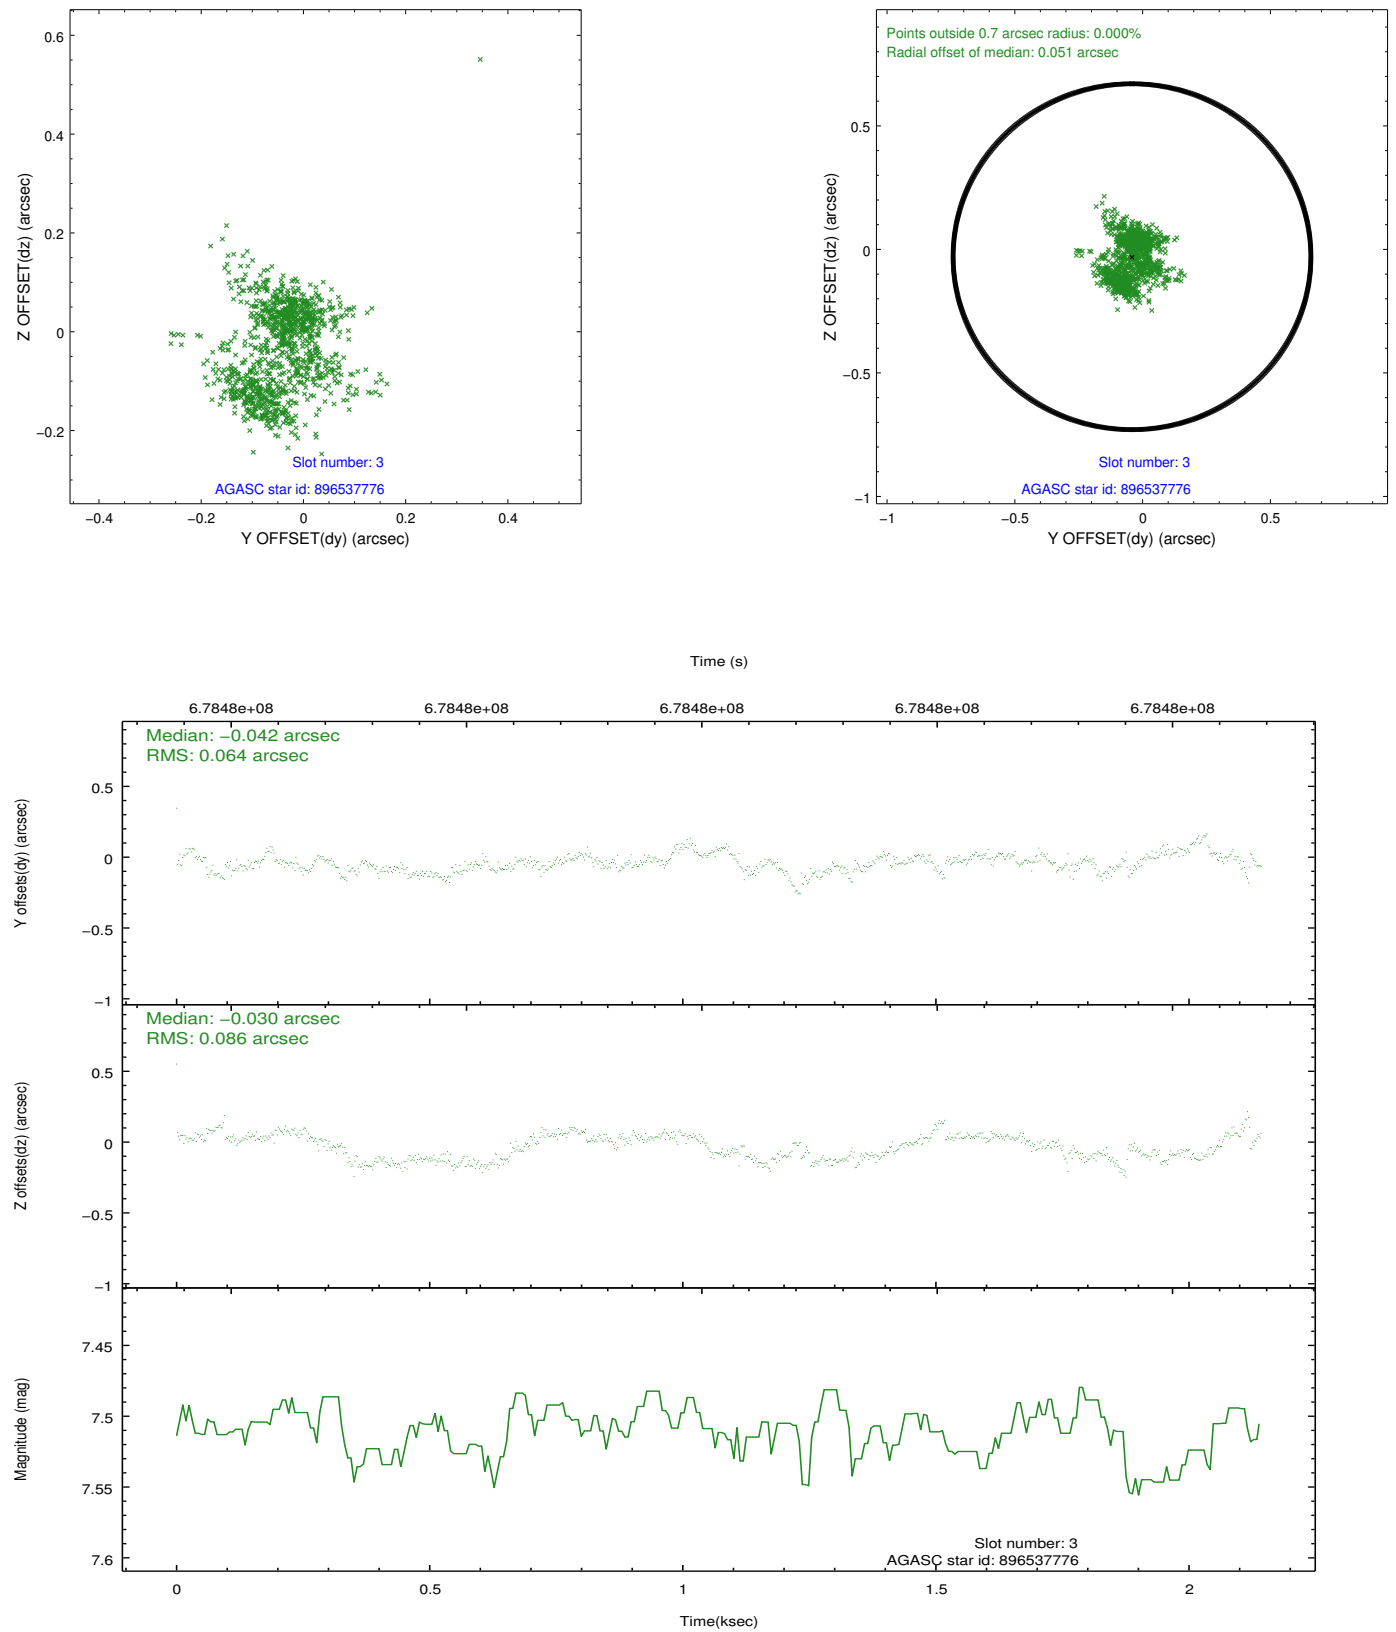 0.6
0.4
0.2
0
−0.2
−0.4
−0.2
0
0.2
0.4
Z OFFSET(dz) (arcsec)
Y OFFSET(dy) (arcsec)
Slot number: 3
AGASC star id: 896537776
Points outside 0.7 arcsec radius: 0.000%
Radial offset of median: 0.051 arcsec
0.5
0
−0.5
−1
−1
−0.5
0
0.5
Z OFFSET(dz) (arcsec)
Y OFFSET(dy) (arcsec)
Slot number: 3
AGASC star id: 896537776
Time (s)
6.7848e+08 6.7848e+08 6.7848e+08 6.7848e+08 6.7848e+08
Median: −0.042 arcsec
RMS: 0.064 arcsec
0.5
0
−0.5
−1
Y offsets(dy) (arcsec)
Median: −0.030 arcsec
RMS: 0.086 arcsec
0.5
0
−0.5
−1
Z offsets(dz) (arcsec)
7.45
7.5
7.55
7.6
Magnitude (mag)
Slot number: 3
AGASC star id: 896537776
0 0.5 1 1.5 2
Time(ksec)